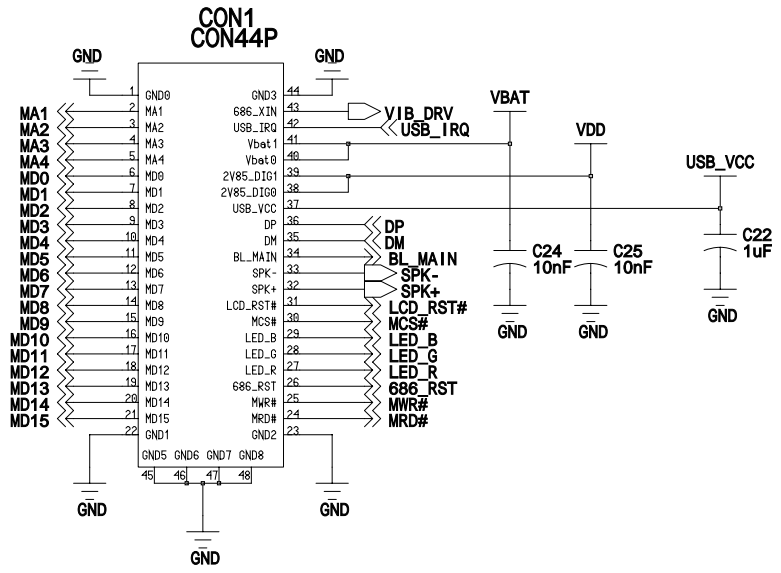 CON1
CON44P
GND
GND
1 GND0 GND3 44
MA1 2 MA1 686_XIN 43 VIB_DRV
MA2 3 MA2 USB_IRQ 42 USB_IRQ
MA3 4 MA3 Vbat1 41
MA4 5 MA4 Vbat0 40
MD0 6 MD0 2V85_DIG1 39
MD1 7 MD1 2V85_DIG0 38
MD2 8 MD2 USB_VCC 37
MD3 9 MD3 DP 36 DP
MD4 10 MD4 DM 35 DM
MD5 11 MD5 BL_MAIN 34 BL_MAIN
MD6 12 MD6 SPK- 33 SPK-
MD7 13 MD7 SPK+ 32 SPK+
MD8 14 MD8 LCD_RST# 31 LCD_RST#
MD9 15 MD9 MCS# 30 MCS#
MD10 16 MD10 LED_B 29 LED_B
MD11 17 MD11 LED_G 28 LED_G
MD12 18 MD12 LED_R 27 LED_R
MD13 19 MD13 686_RST 26 686_RST
MD14 20 MD14 MWR# 25 MWR#
MD15 21 MD15 MRD# 24 MRD#
22 GND1 GND2 23
GND5 GND6 GND7 GND8
45 46 47 48
GND
GND
GND
VBAT
VDD
USB_VCC
C24
10nF
C25
10nF
C22
1uF
GND
GND
GND